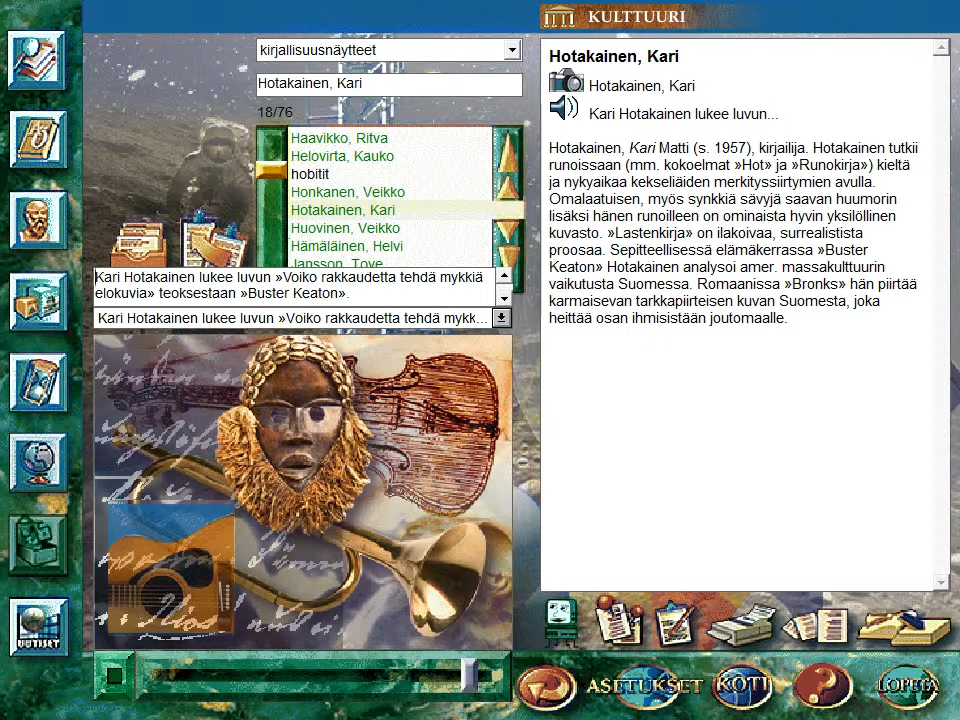 KULTTUURI
kirjallisuusnäytteet
Hotakainen, Kari
18/76
Haavikko, Ritva
Helovirta, Kauko
hobitit
Honkanen, Veikko
Hotakainen, Kari
Huovinen, Veikko
Hämäläinen, Helvi
Jansson, Tove
Kari Hotakainen lukee luvun »Voiko rakkaudetta tehdä mykkiä
elokuvia» teoksestaan »Buster Keaton».
Kari Hotakainen lukee luvun »Voiko rakkaudetta tehdä mykk...
Hotakainen, Kari
Hotakainen, Kari
Kari Hotakainen lukee luvun...
Hotakainen, Kari Matti (s. 1957), kirjailija. Hotakainen tutkii
runoissaan (mm. kokoelmat »Hot» ja »Runokirja») kieltä
ja nykyaikaa kekseliäiden merkityssiirtymien avulla.
Omalaatuisen, myös synkkiä sävyjä saavan huumorin
lisäksi hänen runoilleen on ominaista hyvin yksilöllinen
kuvasto. »Lastenkirja» on ilakoivaa, surrealistista
proosaa. Sepitteellisessä elämäkerrassa »Buster
Keaton» Hotakainen analysoi amer. massakulttuurin
vaikutusta Suomessa. Romaanissa »Bronks» hän piirtää
karmaisevan tarkkapiirteisen kuvan Suomesta, joka
heittää osan ihmisistään joutomaalle.
UUTISET
ASETUKSET
KOTI
LOPETA